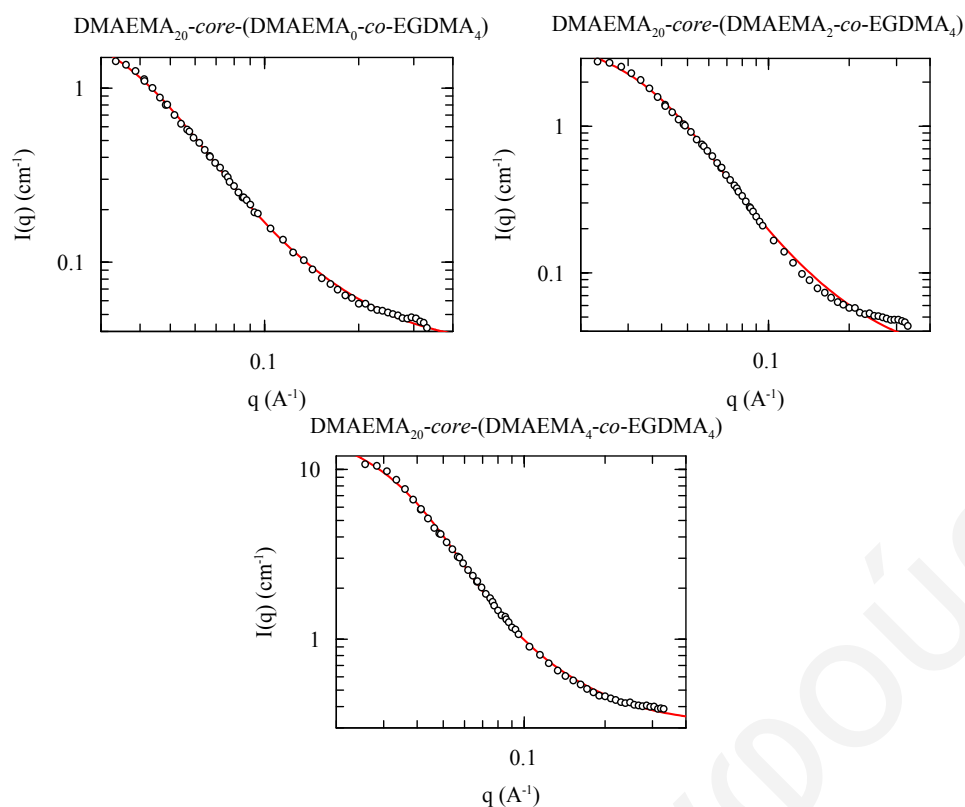 DMAEMA₂₀-core-(DMAEMA₀-co-EGDMA₄)
1
0.1
I(q) (cm⁻¹)
0.1
q (A⁻¹)
DMAEMA₂₀-core-(DMAEMA₂-co-EGDMA₄)
1
0.1
I(q) (cm⁻¹)
0.1
q (A⁻¹)
DMAEMA₂₀-core-(DMAEMA₄-co-EGDMA₄)
10
1
I(q) (cm⁻¹)
0.1
q (A⁻¹)